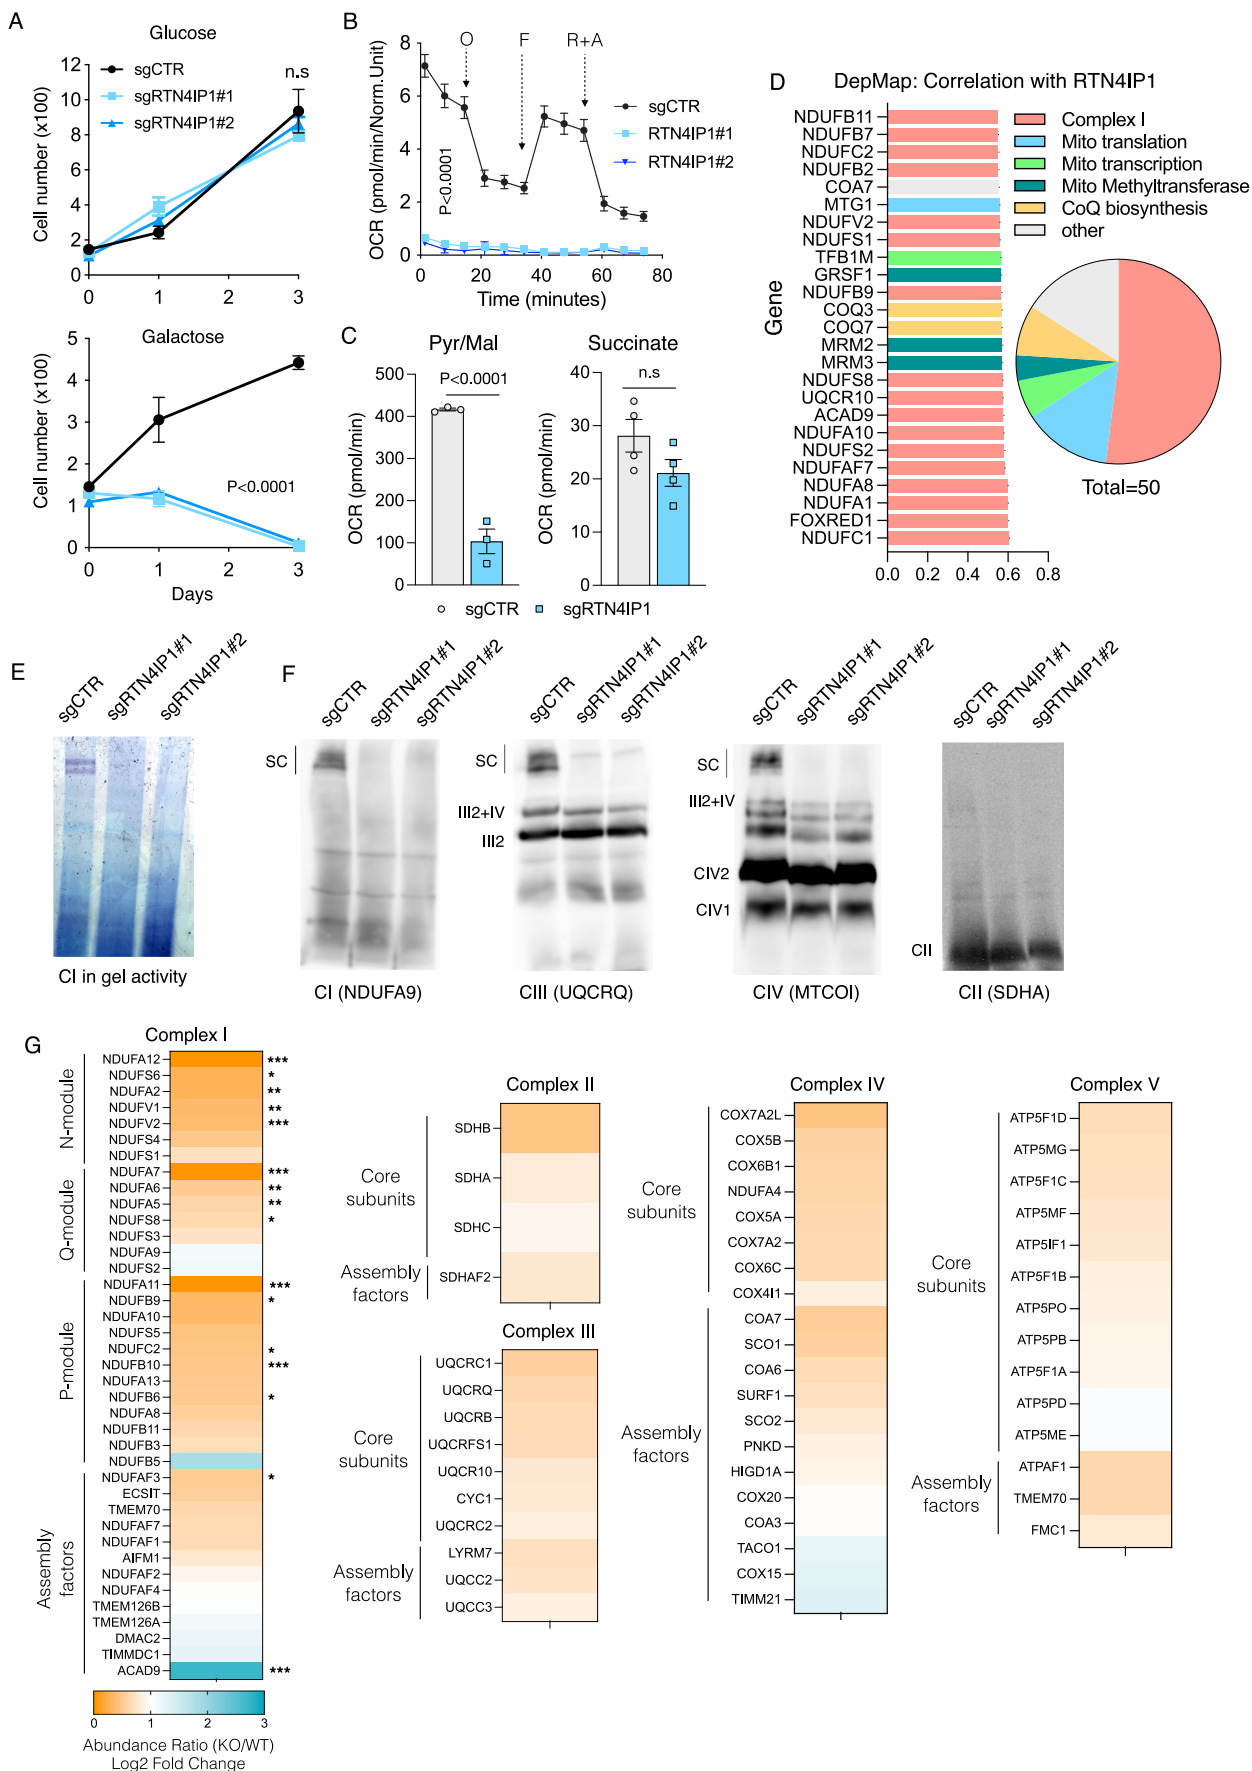 A
Glucose
Cell number (x100)
12
10
8
6
4
2
0
sgCTR
sgRTN4IP1#1
sgRTN4IP1#2
n.s
0
1
2
3
Galactose
Cell number (x100)
5
4
3
2
1
0
P<0.0001
0
1
2
3
Days
B
OCR (pmol/min/Norm.Unit)
8
6
4
2
0
O
F
R+A
P<0.0001
sgCTR
RTN4IP1#1
RTN4IP1#2
0
20
40
60
80
Time (minutes)
C
Pyr/Mal
OCR (pmol/min)
500
400
300
200
100
0
P<0.0001
Succinate
OCR (pmol/min)
40
30
20
10
0
n.s
sgCTR
sgRTN4IP1
D
DepMap: Correlation with RTN4IP1
Gene
NDUFB11
NDUFB7
NDUFC2
NDUFB2
COA7
MTG1
NDUFV2
NDUFS1
TFB1M
GRSF1
NDUFB9
COQ3
COQ7
MRM2
MRM3
NDUFS8
UQCR10
ACAD9
NDUFA10
NDUFS2
NDUFAF7
NDUFA8
NDUFA1
FOXRED1
NDUFC1
0.0
0.2
0.4
0.6
0.8
Complex I
Mito translation
Mito transcription
Mito Methyltransferase
CoQ biosynthesis
other
Total=50
E
sgCTR
sgRTN4IP1#1
sgRTN4IP1#2
CI in gel activity
F
sgCTR
sgRTN4IP1#1
sgRTN4IP1#2
SC
CI (NDUFA9)
sgCTR
sgRTN4IP1#1
sgRTN4IP1#2
SC
III2+IV
III2
CIII (UQCRQ)
sgCTR
sgRTN4IP1#1
sgRTN4IP1#2
SC
III2+IV
CIV2
CIV1
CIV (MTCOI)
sgCTR
sgRTN4IP1#1
sgRTN4IP1#2
CII
CII (SDHA)
G
Complex I
N-module
NDUFA12 ***
NDUFS6 *
NDUFA2 **
NDUFV1 **
NDUFV2 ***
NDUFS4
NDUFS1
Q-module
NDUFA7 ***
NDUFA6 **
NDUFA5 **
NDUFS8 *
NDUFS3
NDUFA9
NDUFS2
P-module
NDUFA11 ***
NDUFB9 *
NDUFA10
NDUFS5
NDUFC2 *
NDUFB10 ***
NDUFA13
NDUFB6 *
NDUFA8
NDUFB11
NDUFB3
NDUFB5
Assembly
factors
NDUFAF3 *
ECSIT
TMEM70
NDUFAF7
NDUFAF1
AIFM1
NDUFAF2
NDUFAF4
TMEM126B
TMEM126A
DMAC2
TIMMDC1
ACAD9 ***
0
1
2
3
Abundance Ratio (KO/WT)
Log2 Fold Change
Complex II
Core
subunits
SDHB
SDHA
SDHC
Assembly
factors
SDHAF2
Complex III
Core
subunits
UQCRC1
UQCRQ
UQCRB
UQCRFS1
UQCR10
CYC1
UQCRC2
Assembly
factors
LYRM7
UQCC2
UQCC3
Complex IV
Core
subunits
COX7A2L
COX5B
COX6B1
NDUFA4
COX5A
COX7A2
COX6C
COX4I1
Assembly
factors
COA7
SCO1
COA6
SURF1
SCO2
PNKD
HIGD1A
COX20
COA3
TACO1
COX15
TIMM21
Complex V
Core
subunits
ATP5F1D
ATP5MG
ATP5F1C
ATP5MF
ATP5IF1
ATP5F1B
ATP5PO
ATP5PB
ATP5F1A
ATP5PD
ATP5ME
Assembly
factors
ATPAF1
TMEM70
FMC1